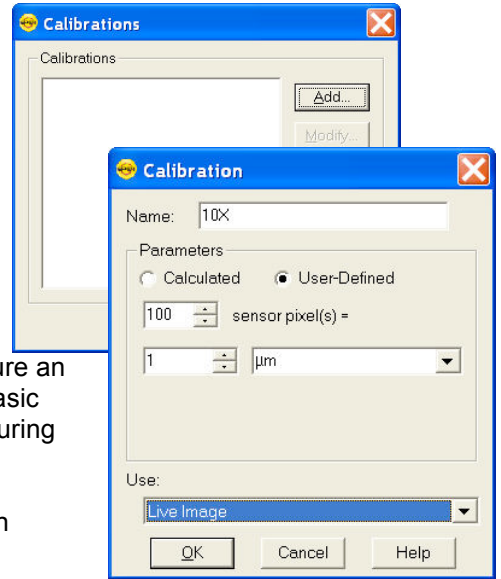 Calibrations
Calibrations
Add...
Modify...
Calibration
Name: 10X
Parameters
Calculated User-Defined
100 sensor pixel(s) =
1 µm
Use:
Live Image
OK Cancel Help
ure an
asic
uring
n